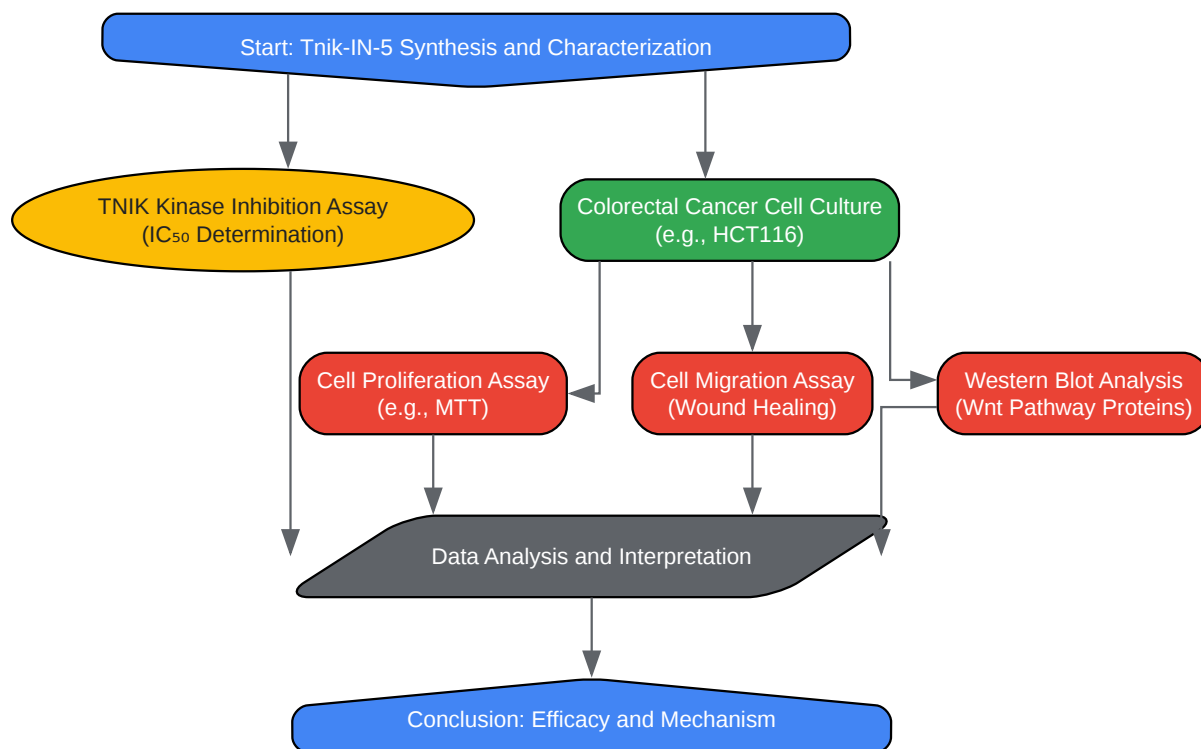 Start: Tnik-IN-5 Synthesis and Characterization
TNIK Kinase Inhibition Assay
(IC₅₀ Determination)
Colorectal Cancer Cell Culture
(e.g., HCT116)
Cell Proliferation Assay
(e.g., MTT)
Cell Migration Assay
(Wound Healing)
Western Blot Analysis
(Wnt Pathway Proteins)
Data Analysis and Interpretation
Conclusion: Efficacy and Mechanism